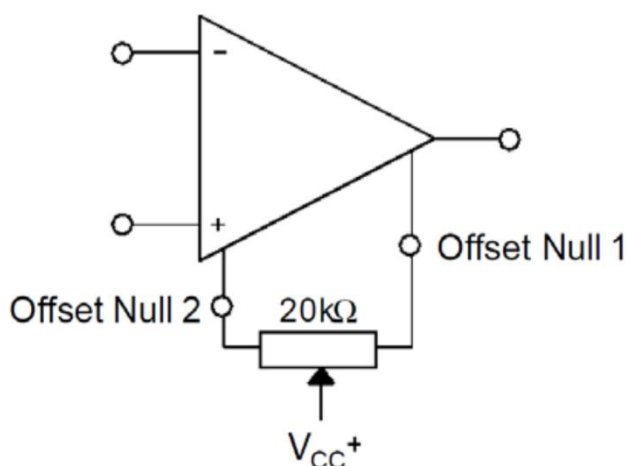 −
+
Offset Null 1
Offset Null 2
20kΩ
VCC+